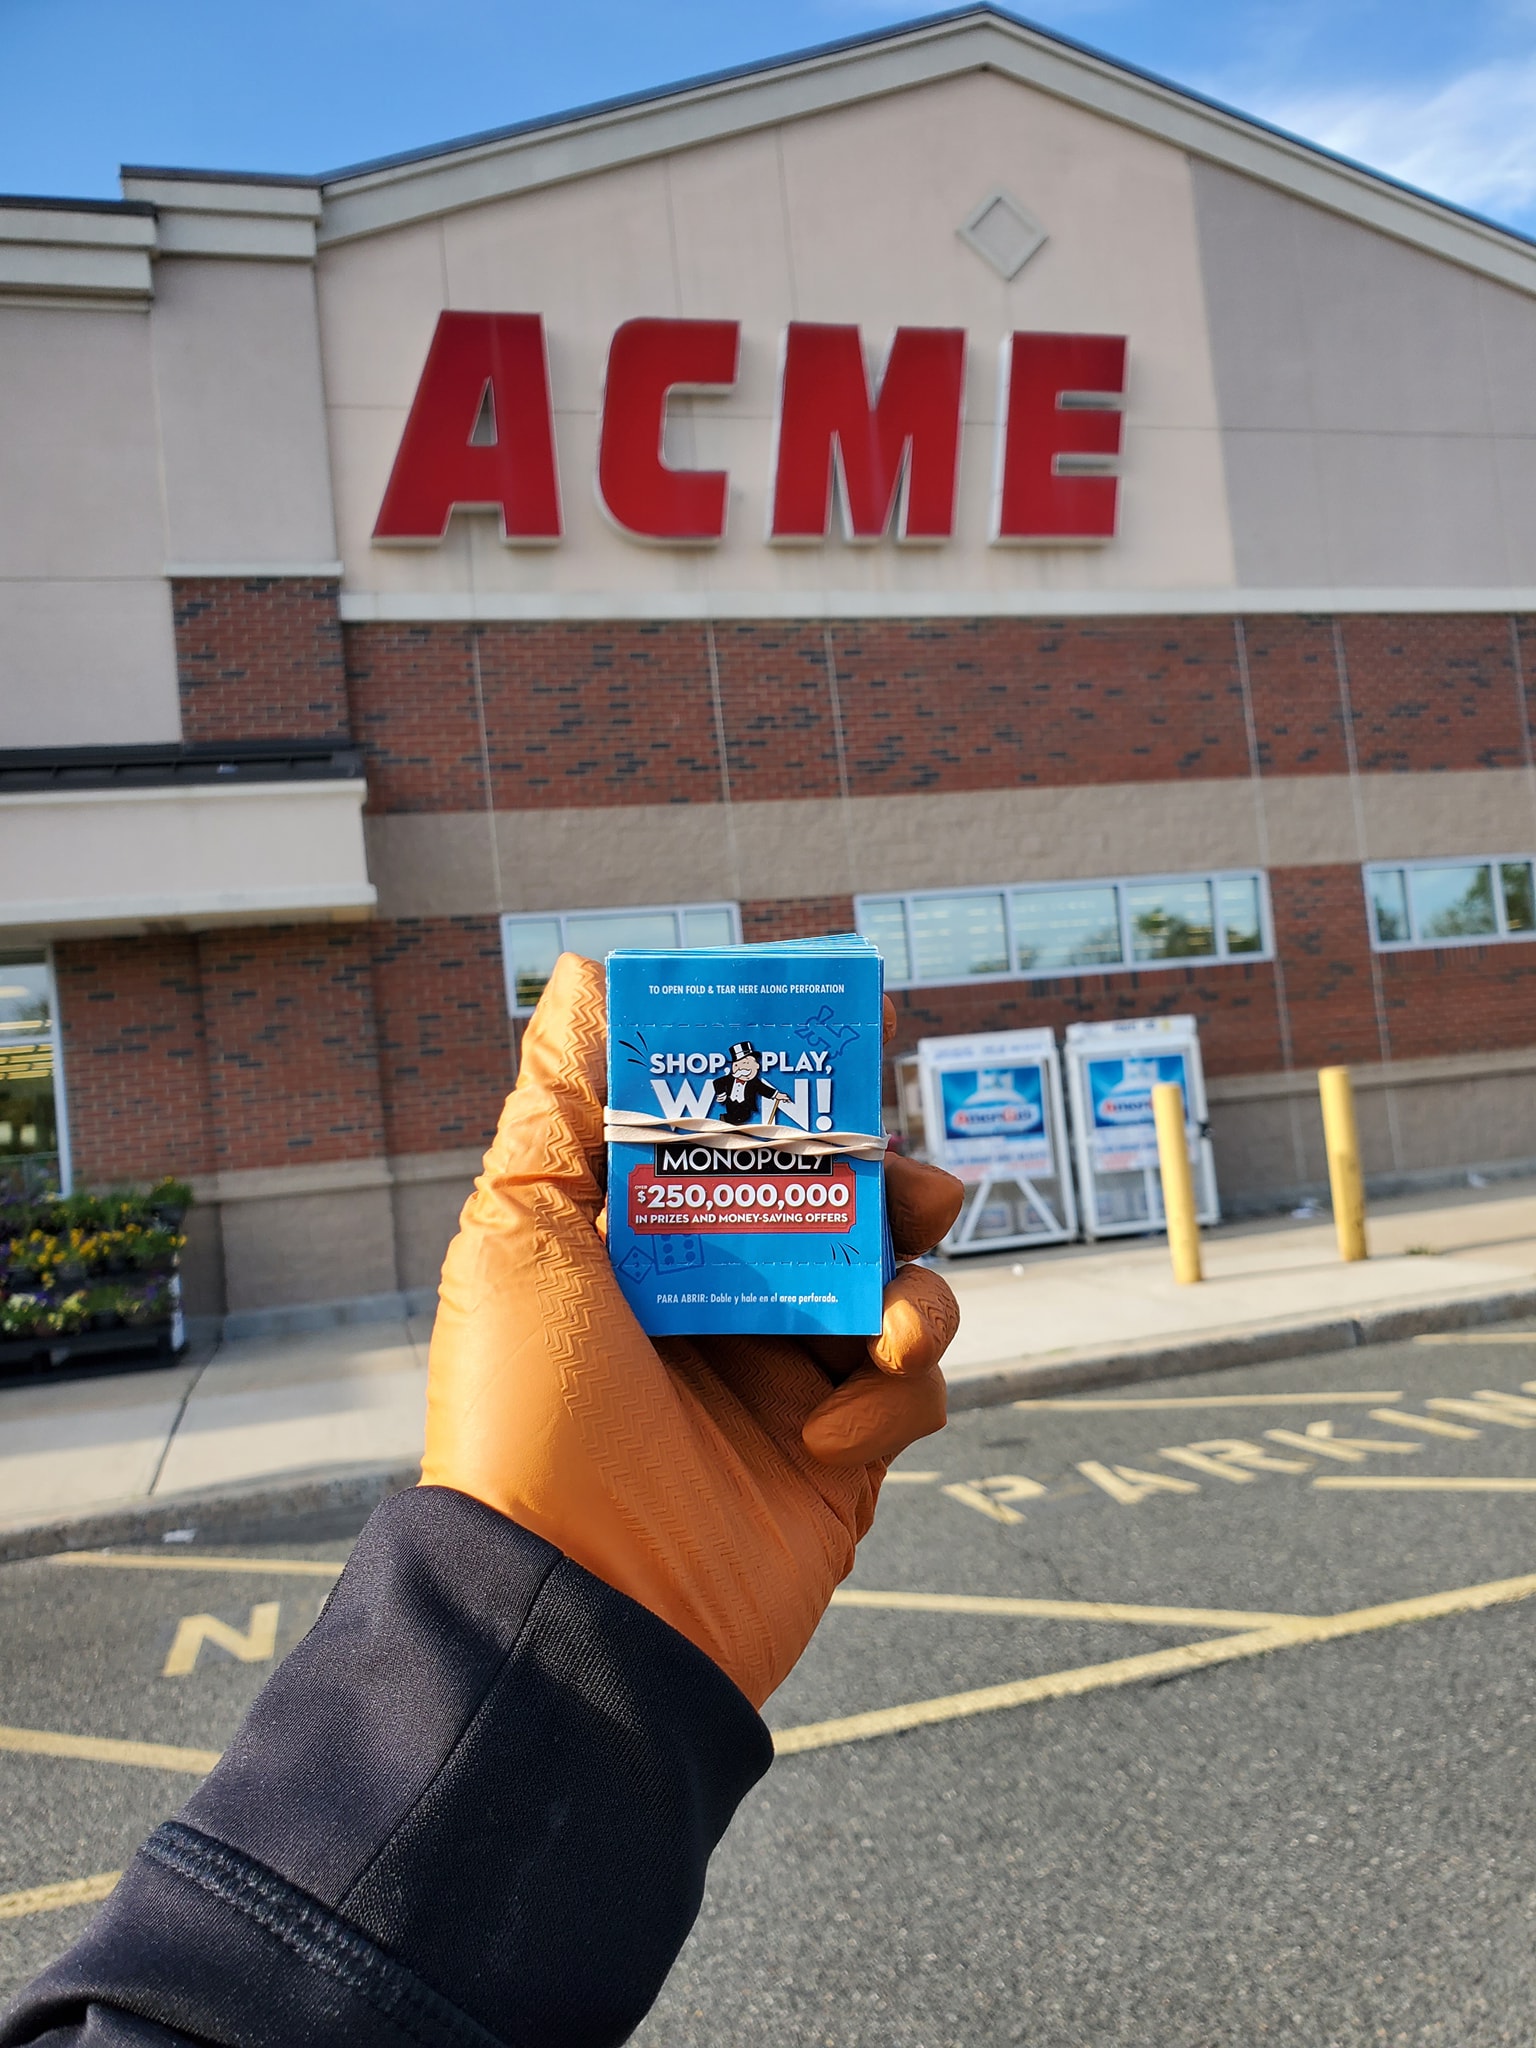 ACME
TO OPEN FOLD & TEAR HERE ALONG PERFORATION
SHOP, PLAY,
WIN!
MONOPOLY
OVER
$250,000,000
IN PRIZES AND MONEY-SAVING OFFERS
PARA ABRIR: Doble y hale en el area perforada.
PARKIN
N